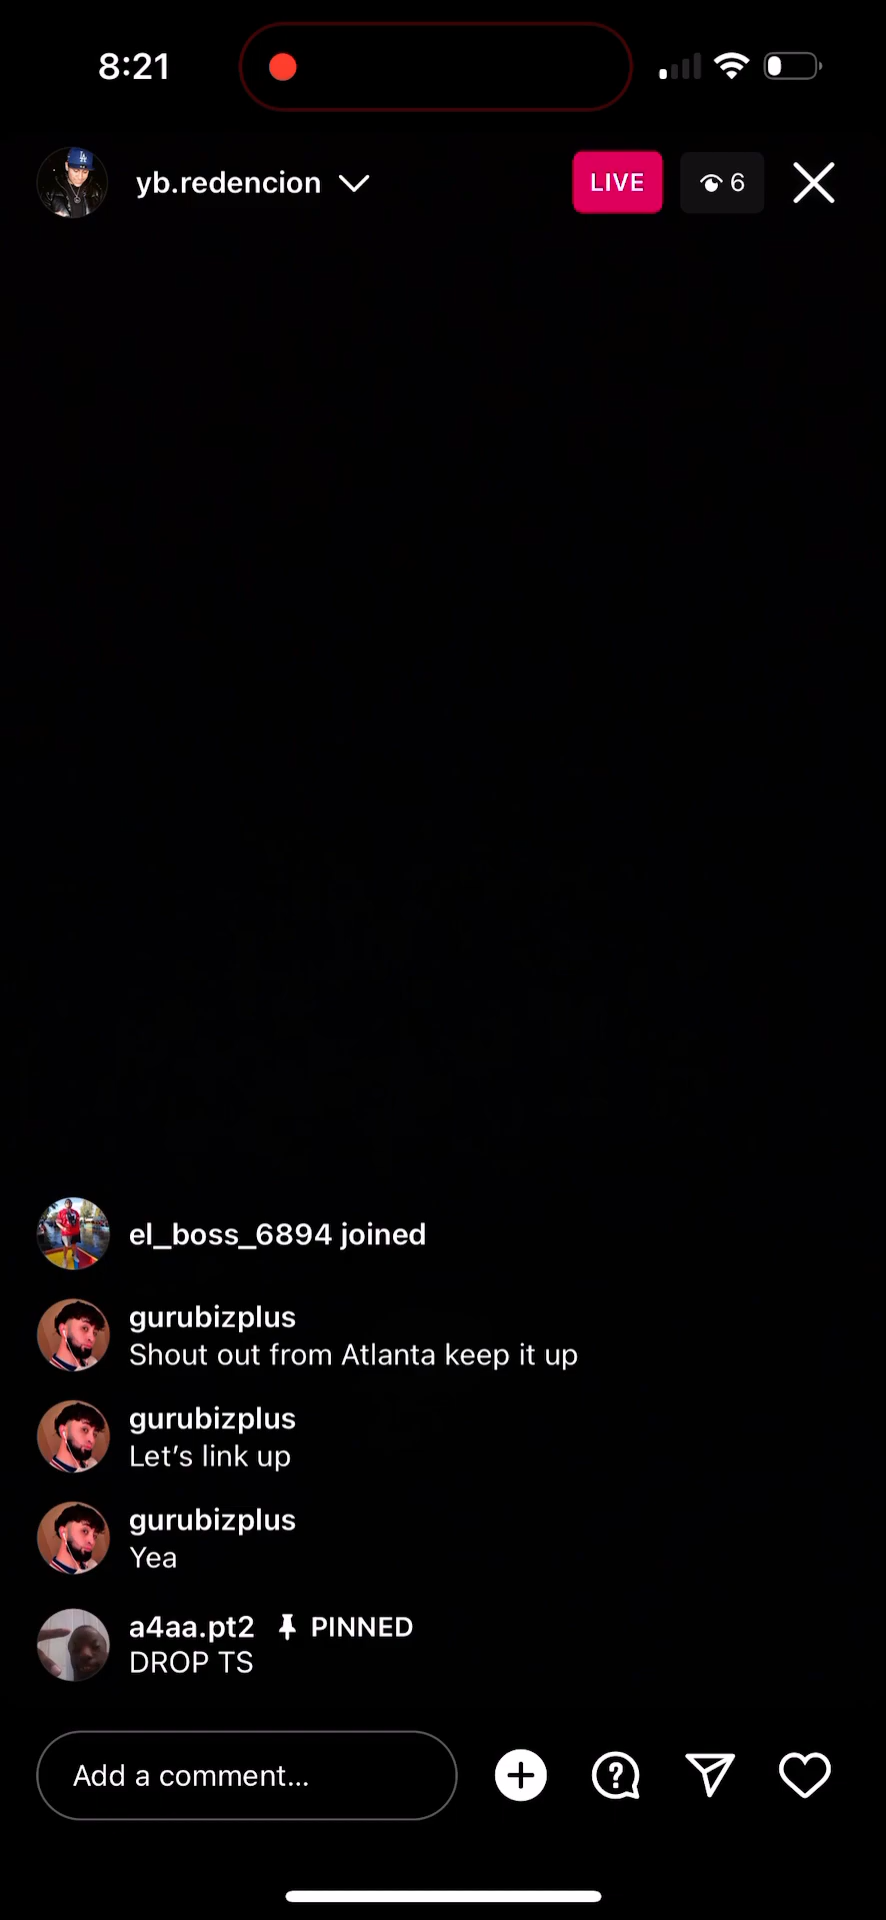 8:21
yb.redencion
LIVE
6
el_boss_6894 joined
gurubizplus
Shout out from Atlanta keep it up
gurubizplus
Let’s link up
gurubizplus
Yea
a4aa.pt2 PINNED
DROP TS
Add a comment...